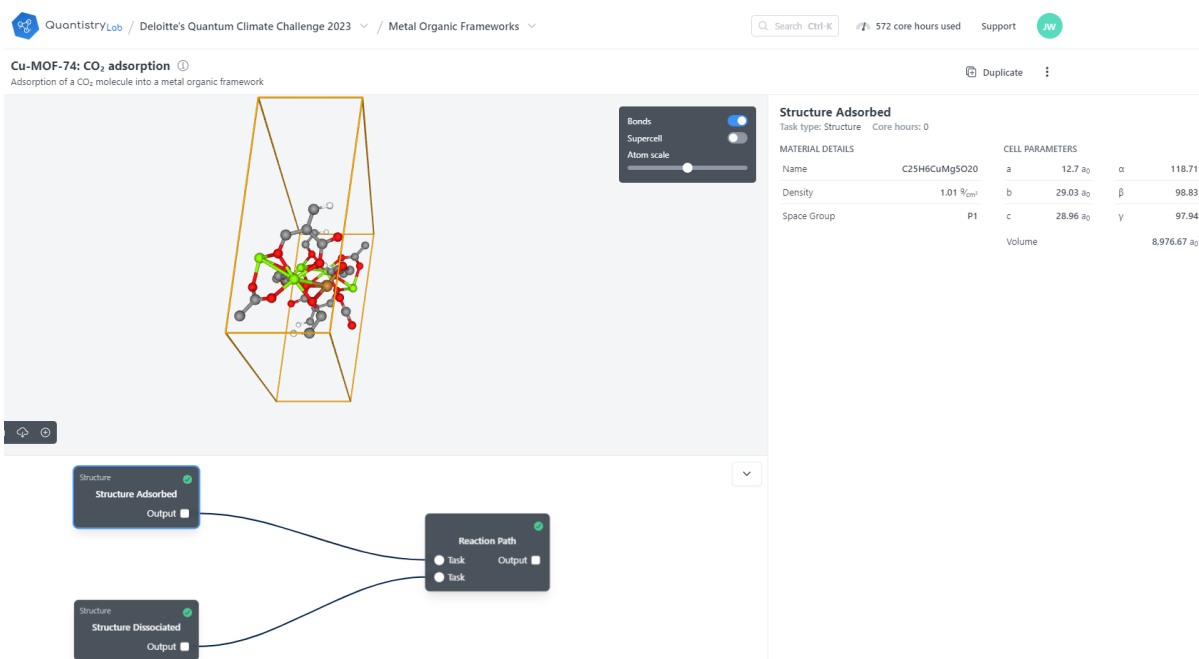 QuantistryLab / Deloitte's Quantum Climate Challenge 2023 / Metal Organic Frameworks Search Ctrl-K 572 core hours used Support JW
Cu-MOF-74: CO₂ adsorption
Adsorption of a CO₂ molecule into a metal organic framework
Duplicate
Bonds
Supercell
Atom scale
Structure Adsorbed
Task type: Structure Core hours: 0
MATERIAL DETAILS CELL PARAMETERS
Name C25H6CuMg5O20 a 12.7 a₀ α 118.71
Density 1.01 g/cm³ b 29.03 a₀ β 98.83
Space Group P1 c 28.96 a₀ γ 97.94
Volume 8,976.67 a₀
Structure
Structure Adsorbed
Output
Reaction Path
Task Output
Task
Structure
Structure Dissociated
Output